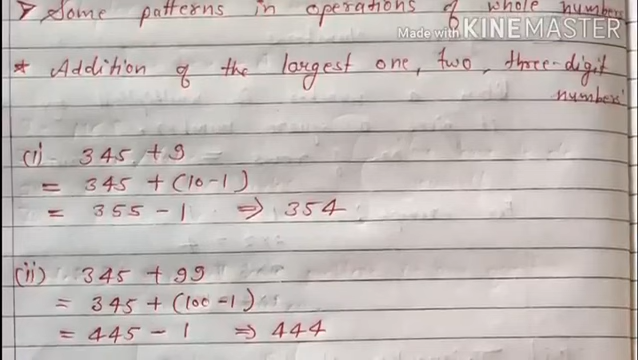 > Some patterns in operations of whole number
Made with KINEMASTER
* Addition of the largest one, two, three-digit
numbers
(i) 345 + 9
= 345 + (10-1)
= 355 - 1 ⇒ 354
(ii) 345 + 99
= 345 + (100-1)
= 445 - 1 ⇒ 444